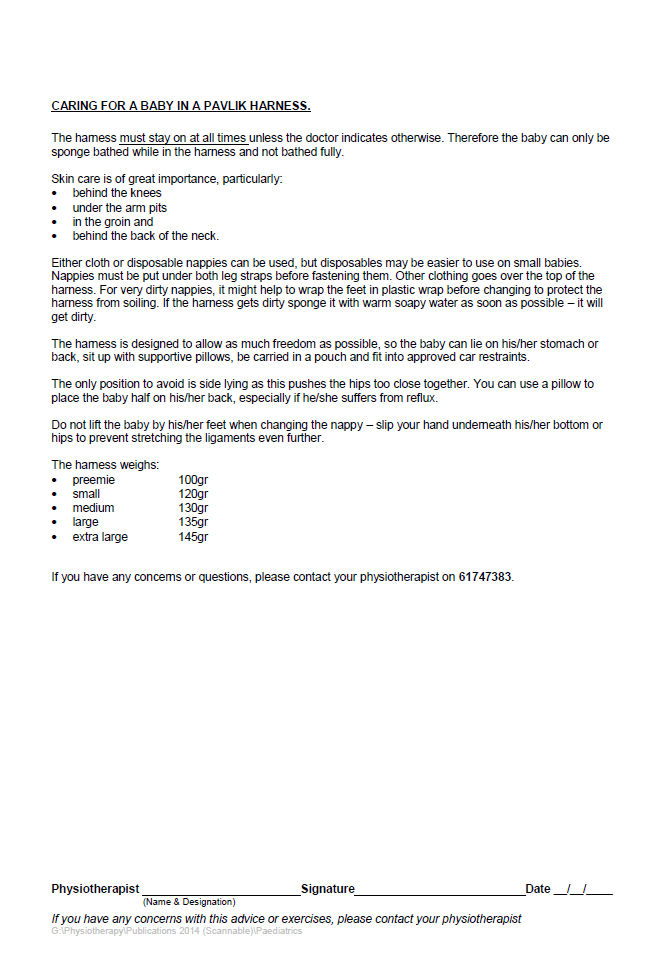 CARING FOR A BABY IN A PAVLIK HARNESS.
The harness must stay on at all times unless the doctor indicates otherwise. Therefore the baby can only be
sponge bathed while in the harness and not bathed fully.
Skin care is of great importance, particularly:
• behind the knees
• under the arm pits
• in the groin and
• behind the back of the neck.
Either cloth or disposable nappies can be used, but disposables may be easier to use on small babies.
Nappies must be put under both leg straps before fastening them. Other clothing goes over the top of the
harness. For very dirty nappies, it might help to wrap the feet in plastic wrap before changing to protect the
harness from soiling. If the harness gets dirty sponge it with warm soapy water as soon as possible – it will
get dirty.
The harness is designed to allow as much freedom as possible, so the baby can lie on his/her stomach or
back, sit up with supportive pillows, be carried in a pouch and fit into approved car restraints.
The only position to avoid is side lying as this pushes the hips too close together. You can use a pillow to
place the baby half on his/her back, especially if he/she suffers from reflux.
Do not lift the baby by his/her feet when changing the nappy – slip your hand underneath his/her bottom or
hips to prevent stretching the ligaments even further.
The harness weighs:
• preemie 100gr
• small 120gr
• medium 130gr
• large 135gr
• extra large 145gr
If you have any concerns or questions, please contact your physiotherapist on 61747383.
Physiotherapist ________________________Signature__________________________Date __/__/____
(Name & Designation)
If you have any concerns with this advice or exercises, please contact your physiotherapist
G:\Physiotherapy\Publications 2014 (Scannable)\Paediatrics